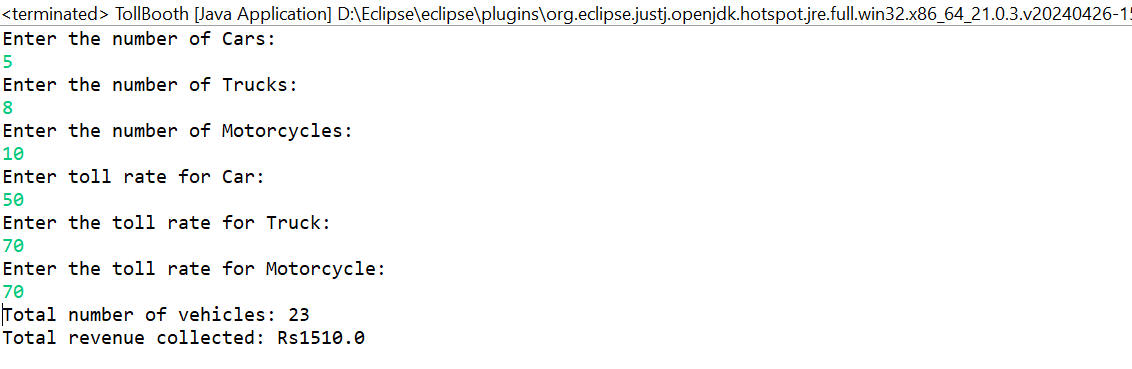 <terminated> TollBooth [Java Application] D:\Eclipse\eclipse\plugins\org.eclipse.justj.openjdk.hotspot.jre.full.win32.x86_64_21.0.3.v20240426-15
Enter the number of Cars:
5
Enter the number of Trucks:
8
Enter the number of Motorcycles:
10
Enter toll rate for Car:
50
Enter the toll rate for Truck:
70
Enter the toll rate for Motorcycle:
70
Total number of vehicles: 23
Total revenue collected: Rs1510.0